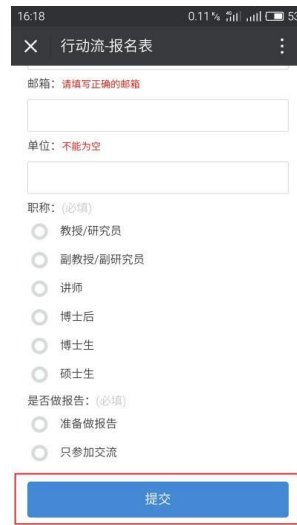 16:18 0.11 ᴷ/s 53
行动流-报名表
邮箱：请填写正确的邮箱
单位：不能为空
职称：(必填)
教授/研究员
副教授/副研究员
讲师
博士后
博士生
硕士生
是否做报告：(必填)
准备做报告
只参加交流
提交